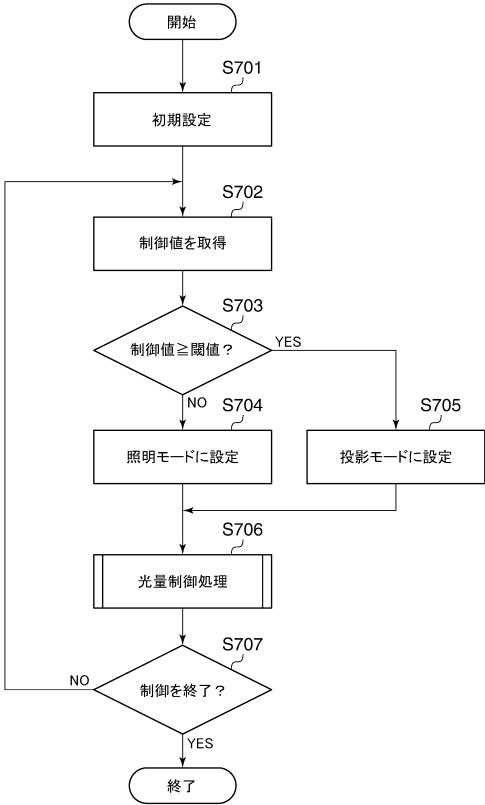 開始
S701
初期設定
S702
制御値を取得
S703
制御値≧閾値？
YES
NO
S704
照明モードに設定
S705
投影モードに設定
S706
光量制御処理
S707
制御を終了？
NO
YES
終了